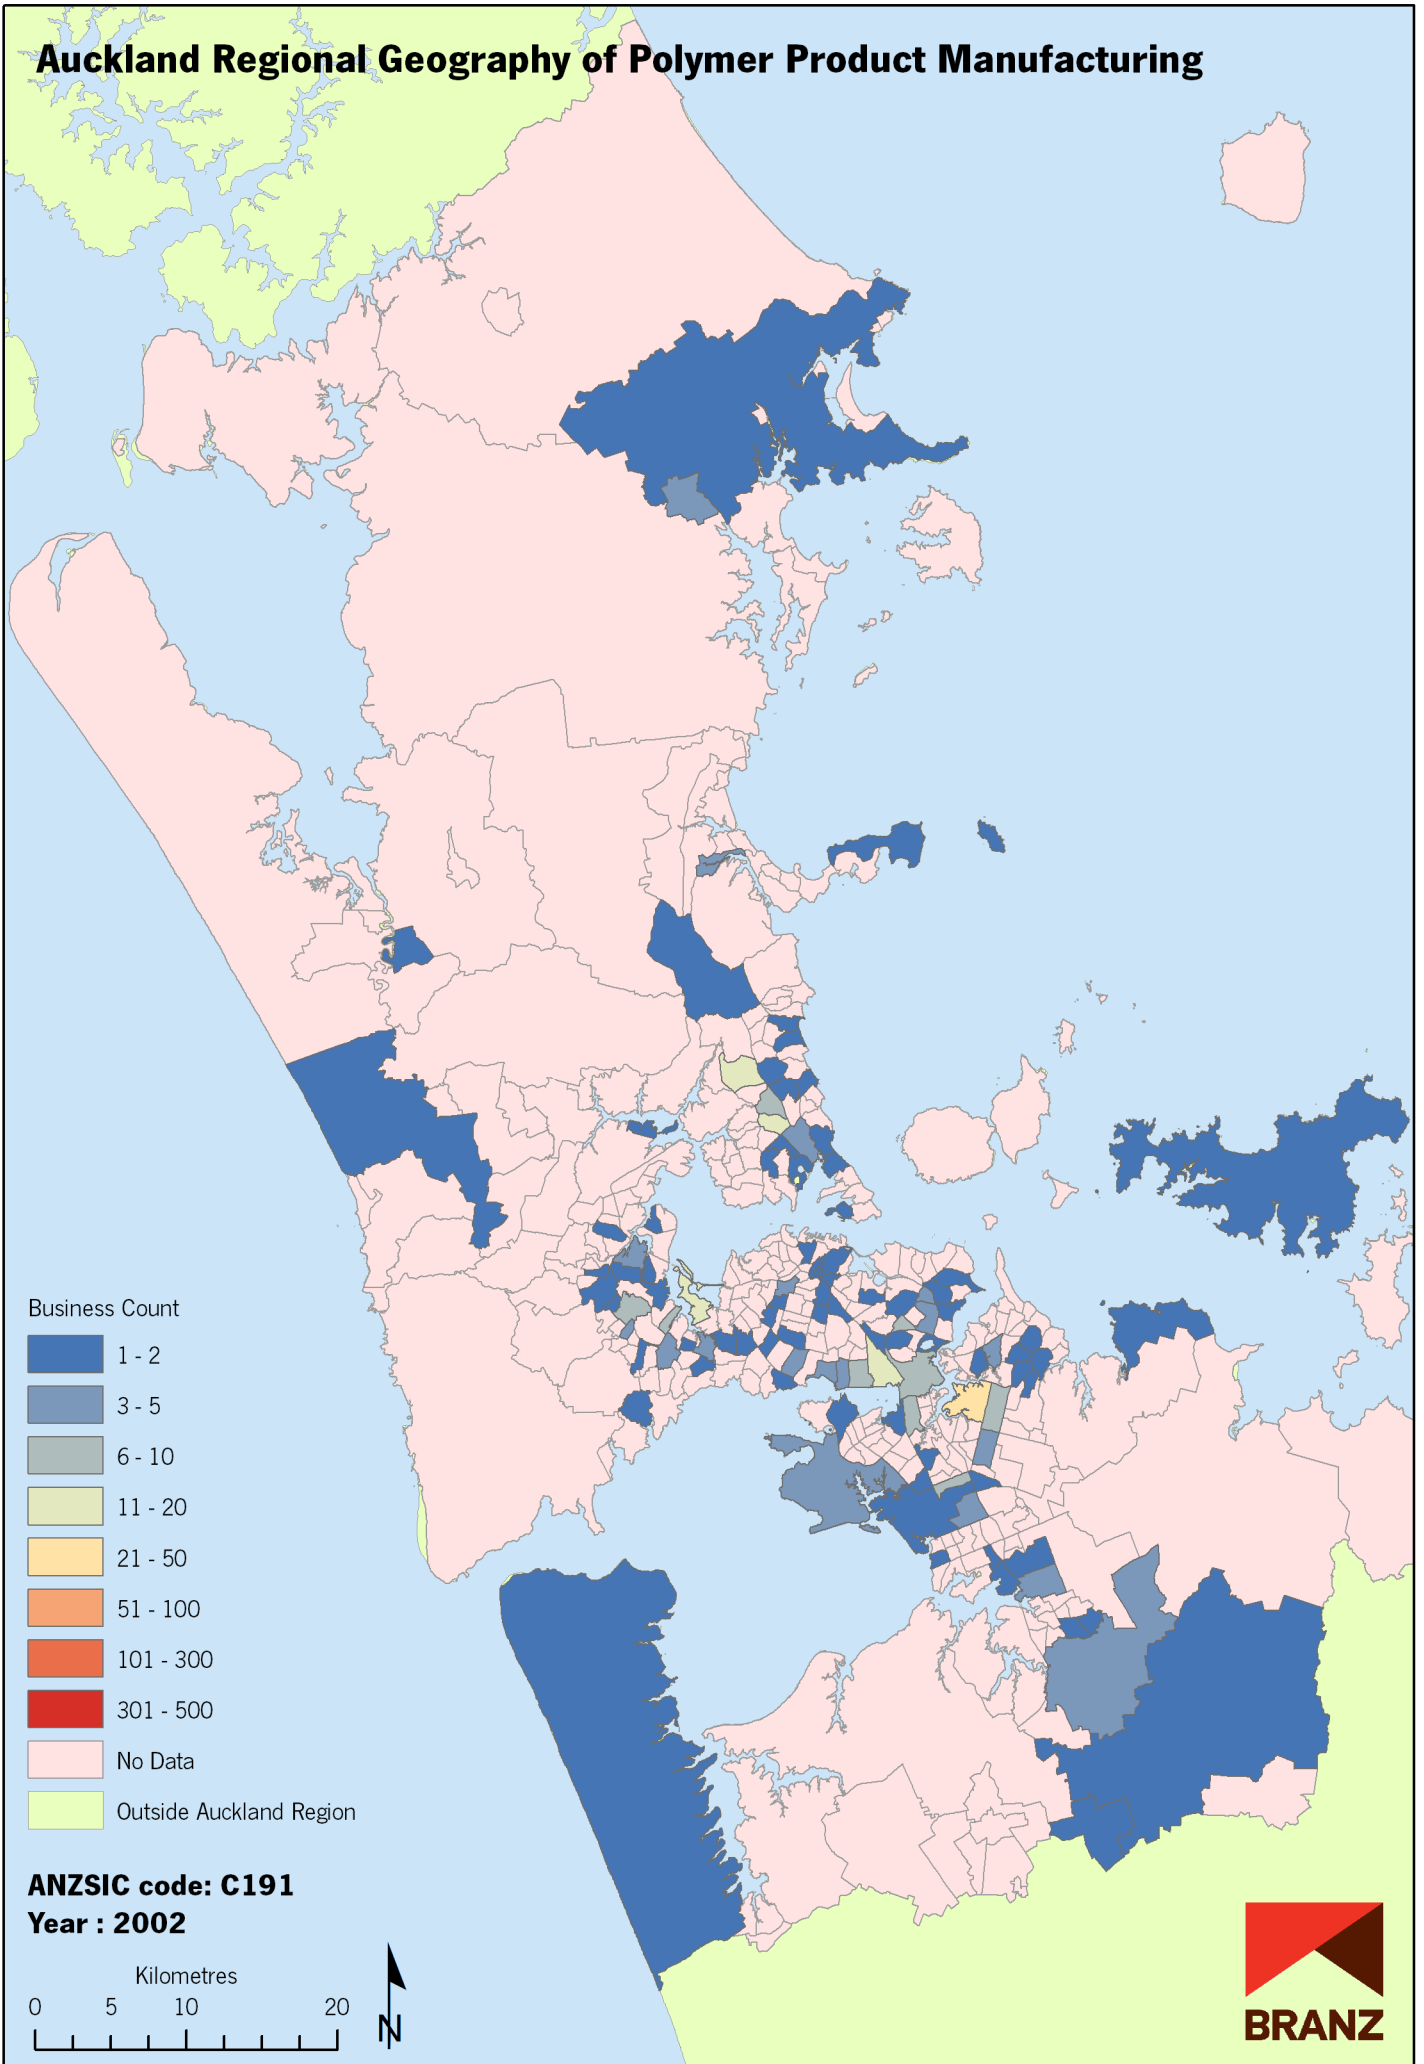 Auckland Regional Geography of Polymer Product Manufacturing
Business Count
1 - 2
3 - 5
6 - 10
11 - 20
21 - 50
51 - 100
101 - 300
301 - 500
No Data
Outside Auckland Region
ANZSIC code: C191
Year : 2002
Kilometres
0 5 10 20
N
BRANZ